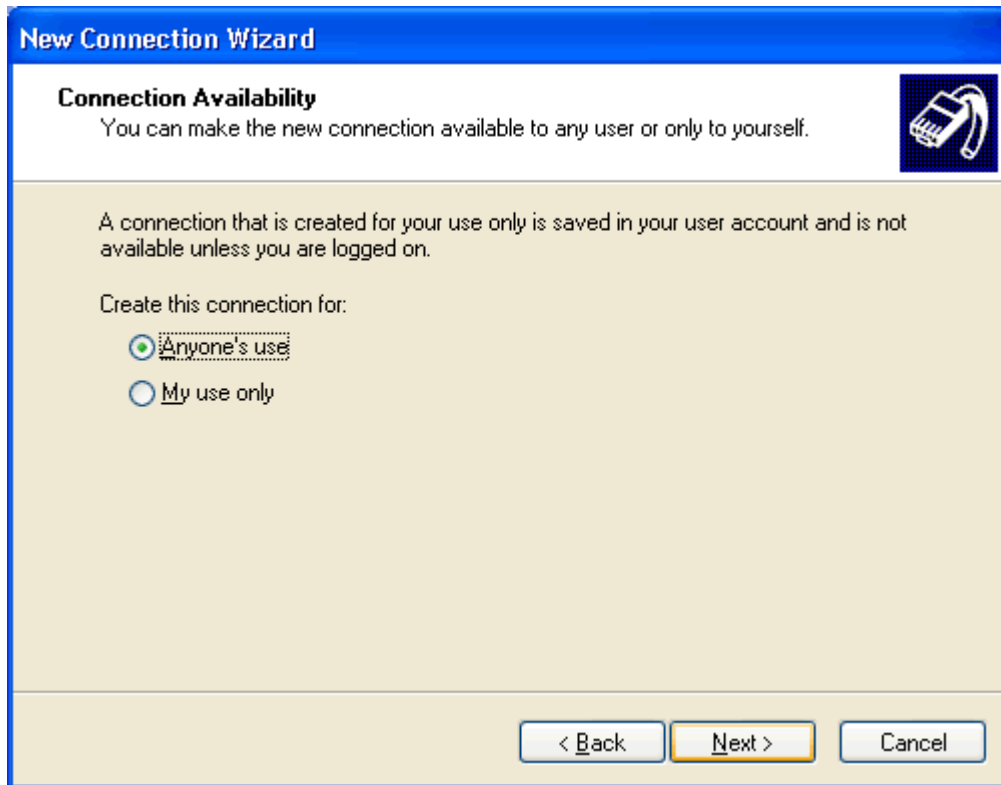 New Connection Wizard
Connection Availability
You can make the new connection available to any user or only to yourself.
A connection that is created for your use only is saved in your user account and is not
available unless you are logged on.
Create this connection for:
Anyone's use
My use only
< Back
Next >
Cancel